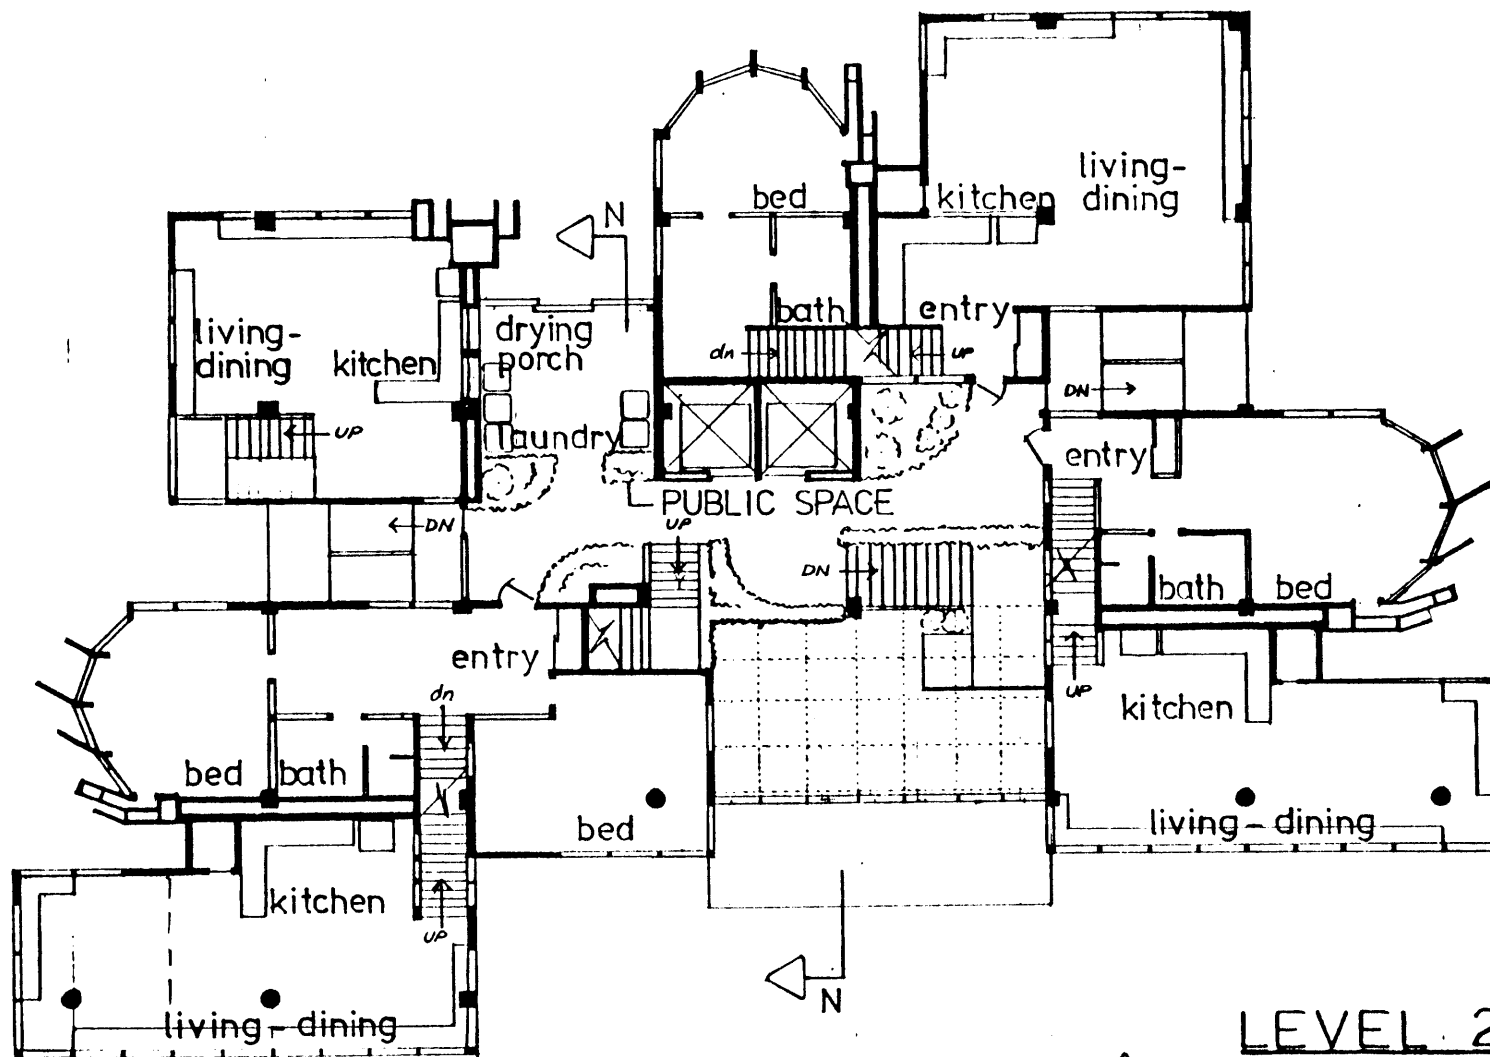 living-
dining
bed
kitchen
N
living-
dining
kitchen
drying
porch
bath
entry
dn
UP
DN
UP
laundry
entry
PUBLIC SPACE
UP
DN
DN
bath
bed
entry
UP
dn
kitchen
bed
bath
bed
living-dining
kitchen
UP
N
living-dining
LEVEL 2